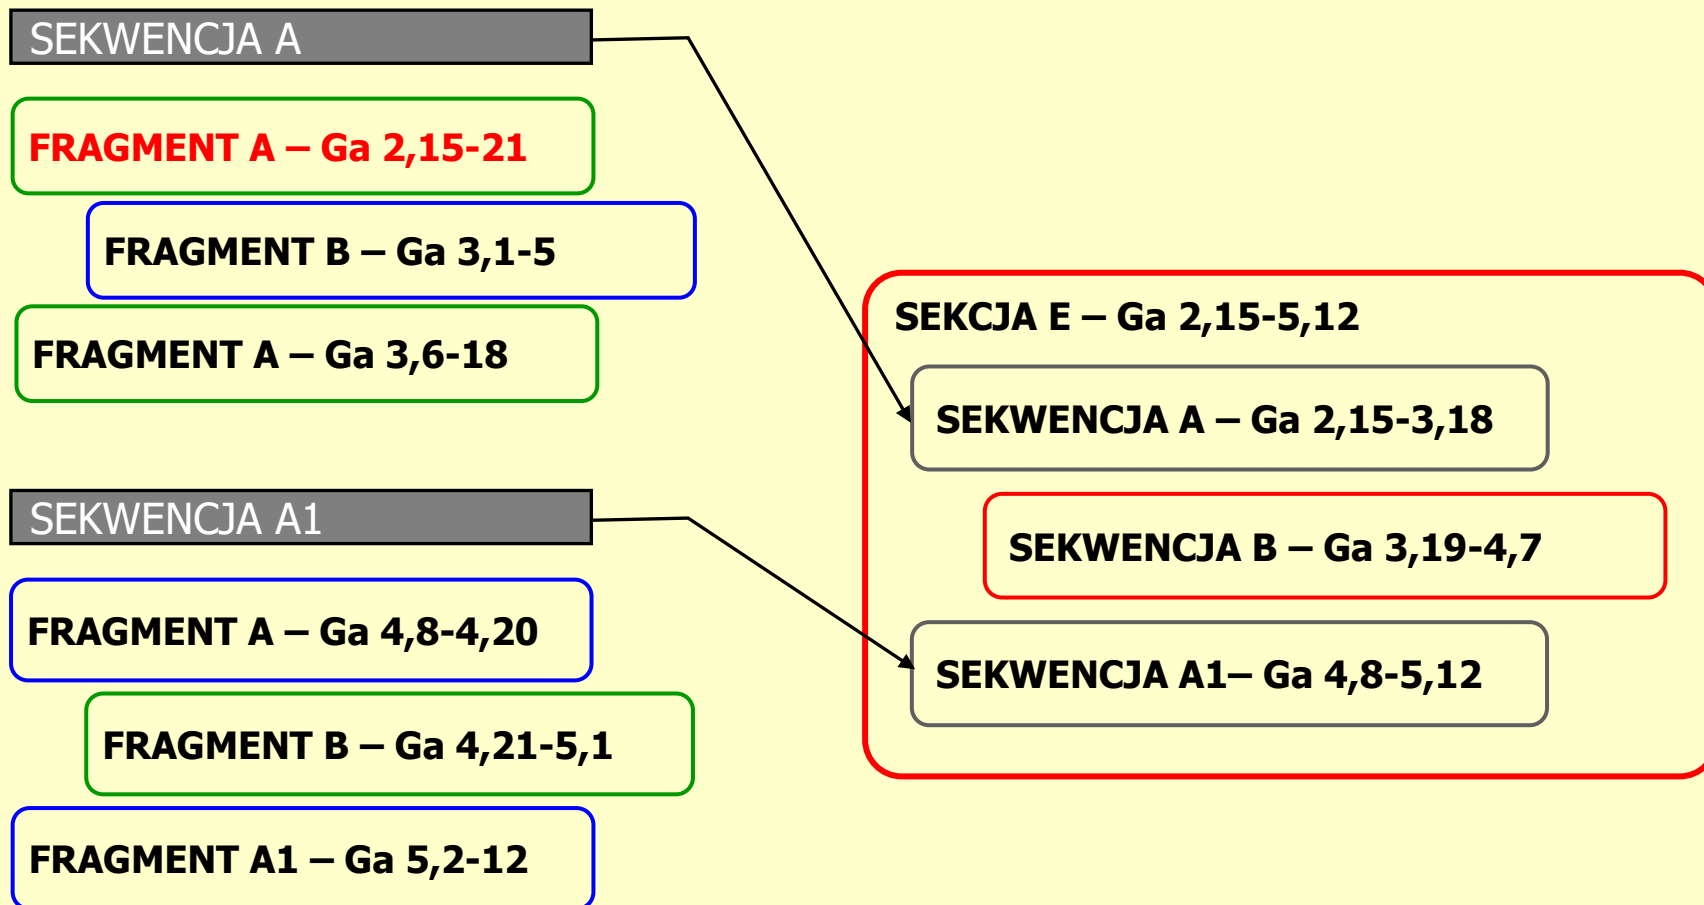 SEKWENCJA A
FRAGMENT A – Ga 2,15-21
FRAGMENT B – Ga 3,1-5
FRAGMENT A – Ga 3,6-18
SEKWENCJA A1
FRAGMENT A – Ga 4,8-4,20
FRAGMENT B – Ga 4,21-5,1
FRAGMENT A1 – Ga 5,2-12
SEKCJA E – Ga 2,15-5,12
SEKWENCJA A – Ga 2,15-3,18
SEKWENCJA B – Ga 3,19-4,7
SEKWENCJA A1– Ga 4,8-5,12